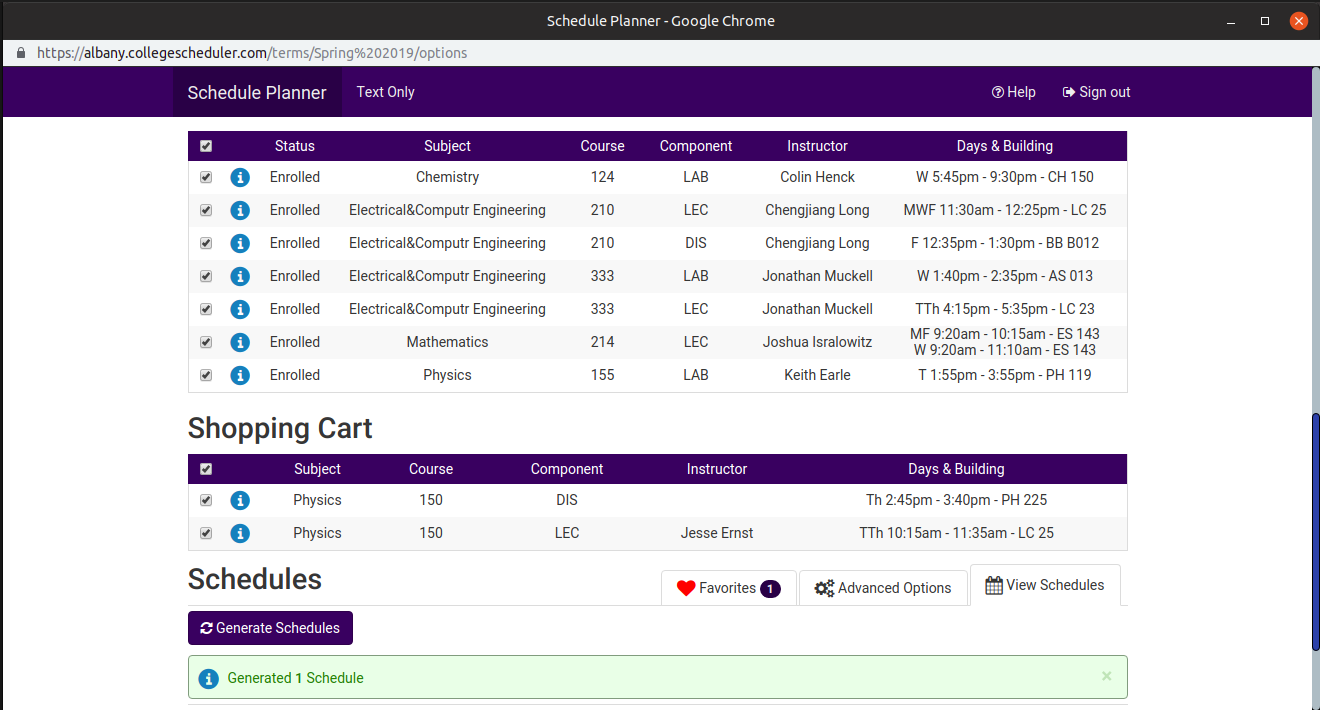 Schedule Planner - Google Chrome
https://albany.collegescheduler.com/terms/Spring%202019/options
Schedule Planner Text Only Help Sign out
Status Subject Course Component Instructor Days & Building
Enrolled Chemistry 124 LAB Colin Henck W 5:45pm - 9:30pm - CH 150
Enrolled Electrical&Computr Engineering 210 LEC Chengjiang Long MWF 11:30am - 12:25pm - LC 25
Enrolled Electrical&Computr Engineering 210 DIS Chengjiang Long F 12:35pm - 1:30pm - BB B012
Enrolled Electrical&Computr Engineering 333 LAB Jonathan Muckell W 1:40pm - 2:35pm - AS 013
Enrolled Electrical&Computr Engineering 333 LEC Jonathan Muckell TTh 4:15pm - 5:35pm - LC 23
Enrolled Mathematics 214 LEC Joshua Isralowitz MF 9:20am - 10:15am - ES 143
W 9:20am - 11:10am - ES 143
Enrolled Physics 155 LAB Keith Earle T 1:55pm - 3:55pm - PH 119
Shopping Cart
Subject Course Component Instructor Days & Building
Physics 150 DIS Th 2:45pm - 3:40pm - PH 225
Physics 150 LEC Jesse Ernst TTh 10:15am - 11:35am - LC 25
Schedules Favorites 1 Advanced Options View Schedules
Generate Schedules
Generated 1 Schedule